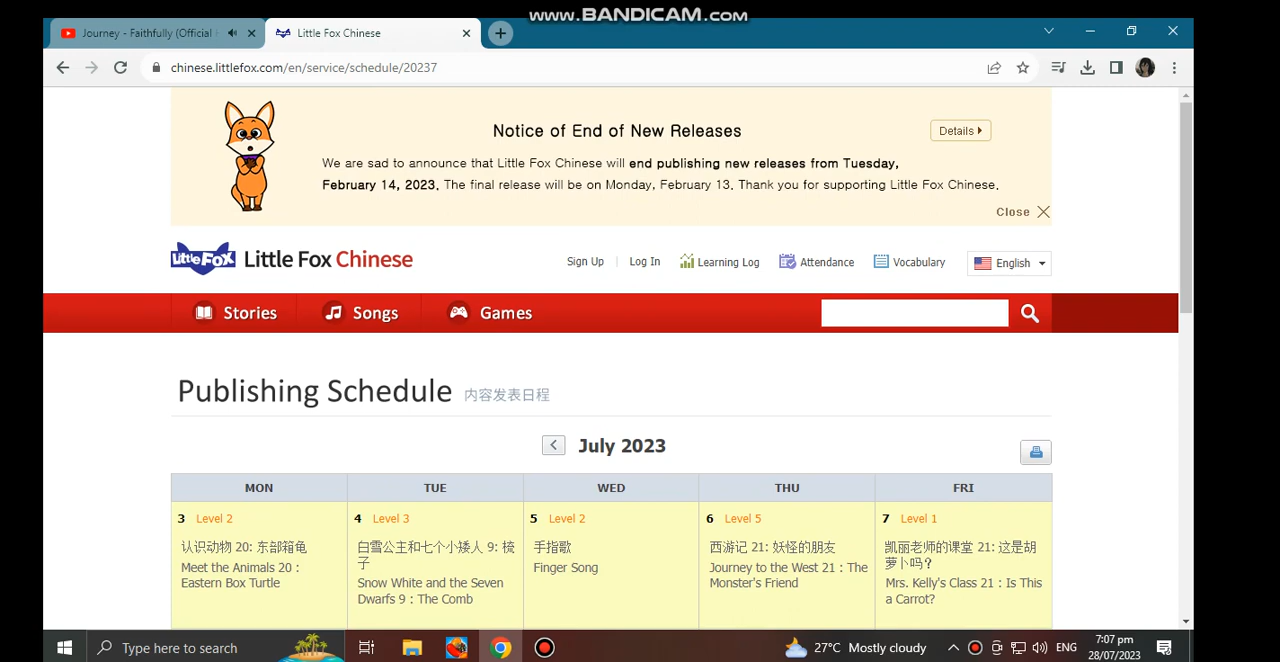 www.BANDICAM.com
Journey - Faithfully (Official
Little Fox Chinese
chinese.littlefox.com/en/service/schedule/20237
Notice of End of New Releases
Details
We are sad to announce that Little Fox Chinese will end publishing new releases from Tuesday,
February 14, 2023. The final release will be on Monday, February 13. Thank you for supporting Little Fox Chinese.
Close
Little Fox Little Fox Chinese
Sign Up Log In Learning Log Attendance Vocabulary English
Stories Songs Games
Publishing Schedule 内容发表日程
July 2023
MON TUE WED THU FRI
3 Level 2
认识动物 20: 东部箱龟
Meet the Animals 20 :
Eastern Box Turtle
4 Level 3
白雪公主和七个小矮人 9: 梳
子
Snow White and the Seven
Dwarfs 9 : The Comb
5 Level 2
手指歌
Finger Song
6 Level 5
西游记 21: 妖怪的朋友
Journey to the West 21 : The
Monster's Friend
7 Level 1
凯丽老师的课堂 21: 这是胡
萝卜吗?
Mrs. Kelly's Class 21 : Is This
a Carrot?
Type here to search
27°C Mostly cloudy
ENG
7:07 pm
28/07/2023